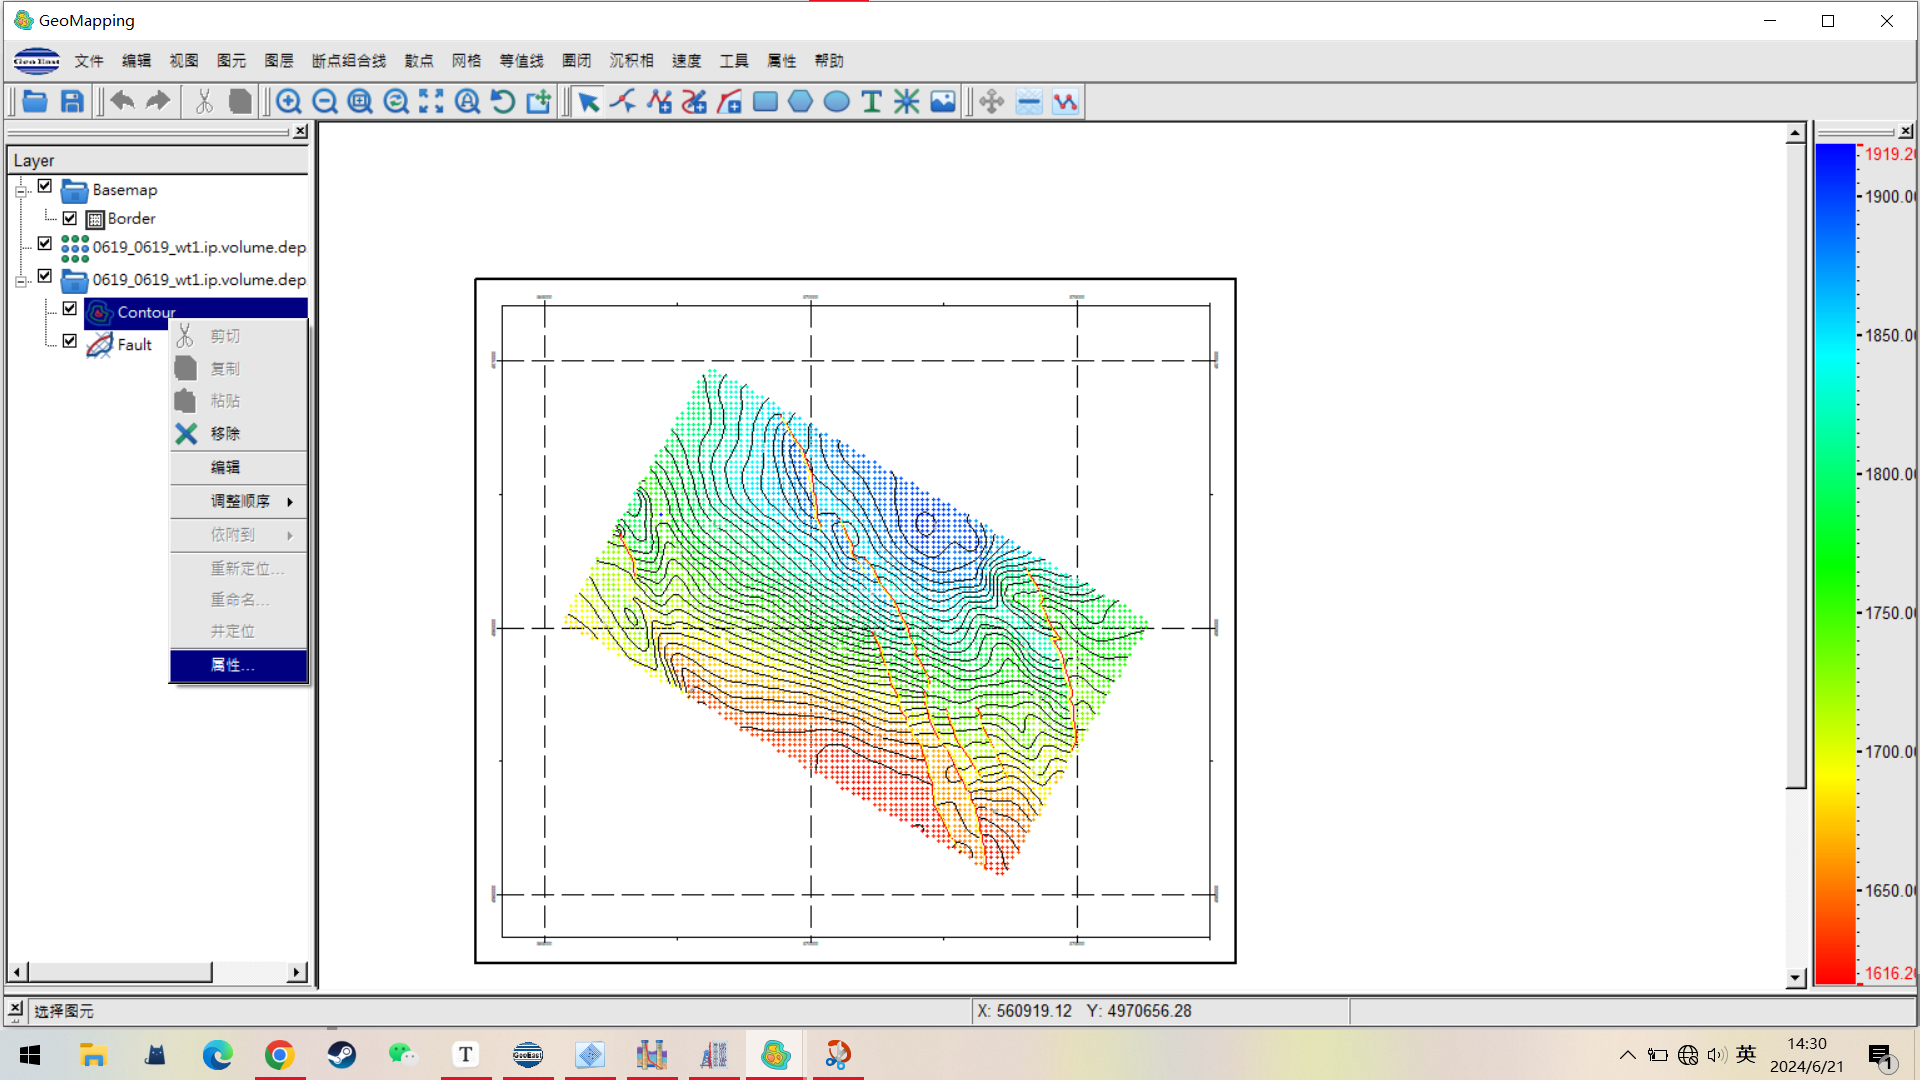 GeoMapping
GeoEast 文件 编辑 视图 图元 图层 断点组合线 散点 网格 等值线 圈闭 沉积相 速度 工具 属性 帮助
Layer
Basemap
Border
0619_0619_wt1.ip.volume.dep
0619_0619_wt1.ip.volume.dep
Contour
Fault
剪切
复制
粘贴
移除
编辑
调整顺序
依附到
重新定位...
重命名...
井定位
属性...
1919.2
1900.0
1850.0
1800.0
1750.0
1700.0
1650.0
1616.2
选择图元
X: 560919.12 Y: 4970656.28
T
GeoEast
英
14:30
2024/6/21
1